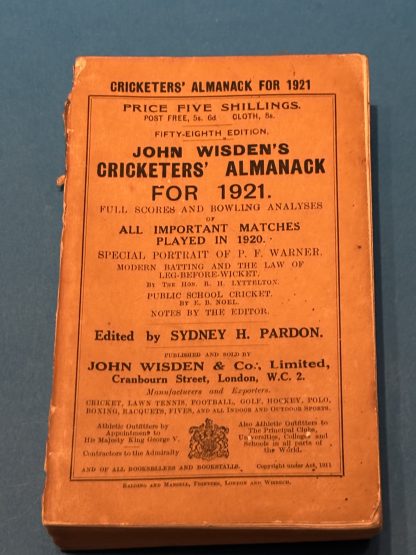 CRICKETERS' ALMANACK FOR 1921
PRICE FIVE SHILLINGS.
POST FREE, 5s. 6d. CLOTH, 8s.
FIFTY-EIGHTH EDITION.
JOHN WISDEN'S
CRICKETERS' ALMANACK
FOR 1921.
FULL SCORES AND BOWLING ANALYSES
OF
ALL IMPORTANT MATCHES
PLAYED IN 1920.
SPECIAL PORTRAIT OF P. F. WARNER.
MODERN BATTING AND THE LAW OF
LEG-BEFORE-WICKET.
BY THE HON. R. H. LYTTELTON.
PUBLIC SCHOOL CRICKET.
BY E. B. NOEL.
NOTES BY THE EDITOR.
Edited by SYDNEY H. PARDON.
PUBLISHED AND SOLD BY
JOHN WISDEN & Co., Limited,
Cranbourn Street, London, W.C. 2.
Manufacturers and Exporters.
CRICKET, LAWN TENNIS, FOOTBALL, GOLF, HOCKEY, POLO,
BOXING, RACQUETS, FIVES, AND ALL INDOOR AND OUTDOOR SPORTS.
Athletic Outfitters by
Appointment to
His Majesty King George V.
Contractors to the Admiralty
Also Athletic Outfitters to
The Principal Clubs,
Universities, Colleges and
Schools in all parts of
the World.
AND OF ALL BOOKSELLERS AND BOOKSTALLS. Copyright under Act, 1911
BALDING AND MANSELL, PRINTERS, LONDON AND WISBECH.